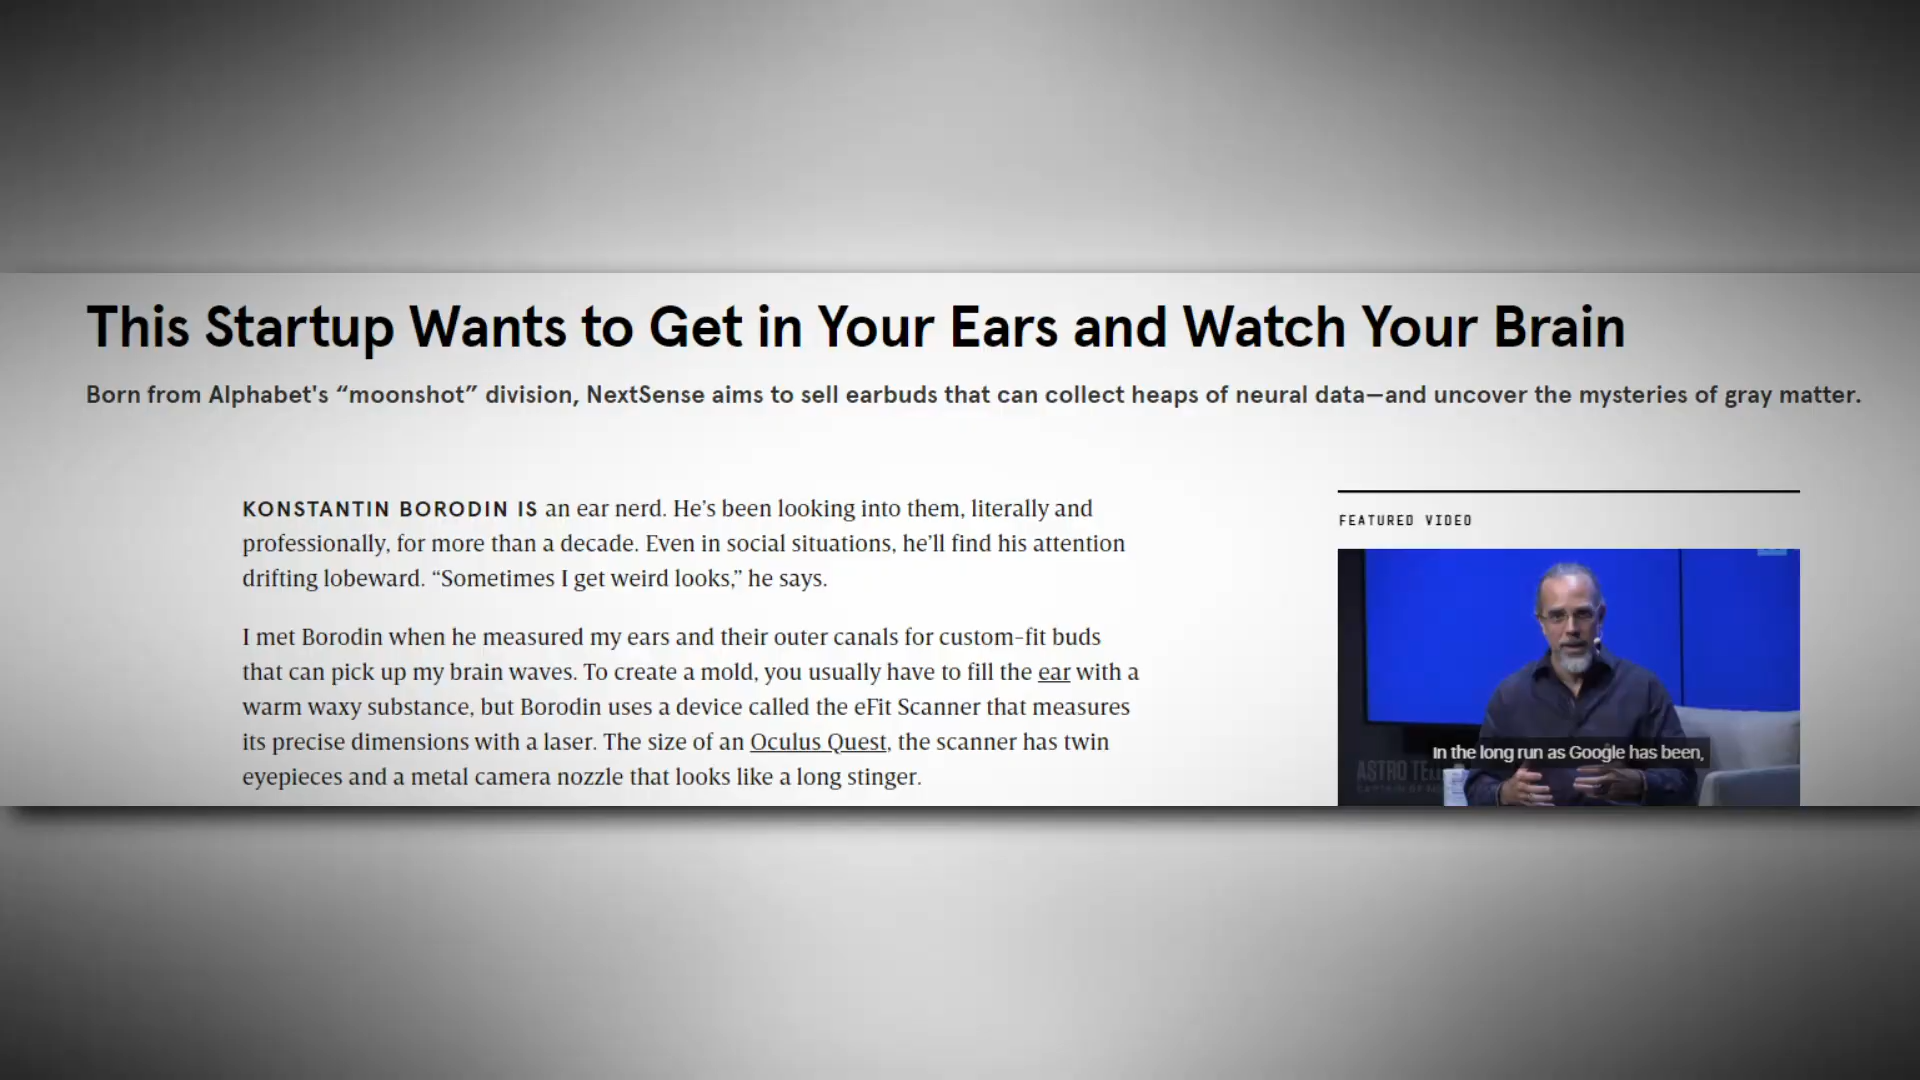 This Startup Wants to Get in Your Ears and Watch Your Brain
Born from Alphabet's “moonshot” division, NextSense aims to sell earbuds that can collect heaps of neural data—and uncover the mysteries of gray matter.
KONSTANTIN BORODIN IS an ear nerd. He’s been looking into them, literally and
professionally, for more than a decade. Even in social situations, he’ll find his attention
drifting lobeward. “Sometimes I get weird looks,” he says.
I met Borodin when he measured my ears and their outer canals for custom-fit buds
that can pick up my brain waves. To create a mold, you usually have to fill the ear with a
warm waxy substance, but Borodin uses a device called the eFit Scanner that measures
its precise dimensions with a laser. The size of an Oculus Quest, the scanner has twin
eyepieces and a metal camera nozzle that looks like a long stinger.
FEATURED VIDEO
In the long run as Google has been,
ASTRO